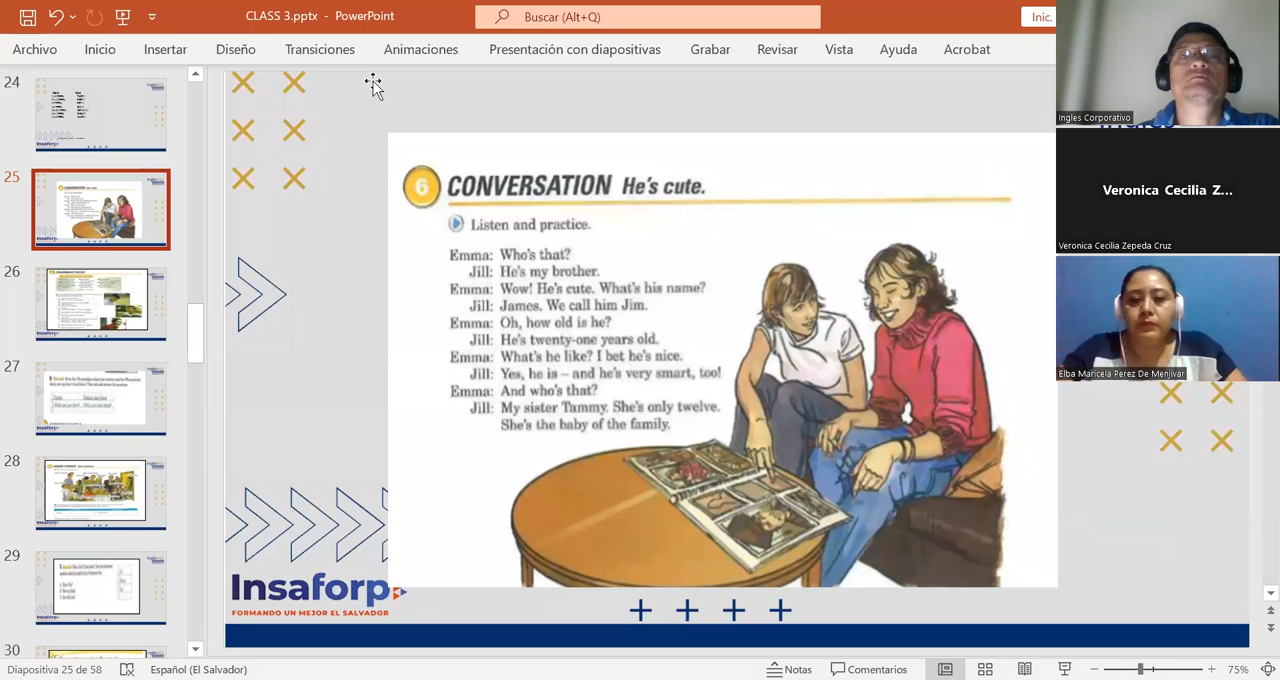 CLASS 3.pptx - PowerPoint
Buscar (Alt+Q)
Inic.
Archivo Inicio Insertar Diseño Transiciones Animaciones Presentación con diapositivas Grabar Revisar Vista Ayuda Acrobat
24
25
26
27
28
29
30
6 CONVERSATION He's cute.
Listen and practice.
Emma: Who's that?
Jill: He's my brother.
Emma: Wow! He's cute. What's his name?
Jill: James. We call him Jim.
Emma: Oh, how old is he?
Jill: He's twenty-one years old.
Emma: What's he like? I bet he's nice.
Jill: Yes, he is – and he's very smart, too!
Emma: And who's that?
Jill: My sister Tammy. She's only twelve.
She's the baby of the family.
Insaforp
FORMANDO UN MEJOR EL SALVADOR
Ingles Corporativo
Veronica Cecilia Z...
Veronica Cecilia Zepeda Cruz
Elba Maricela Perez De Menjivar
Diapositiva 25 de 58 Español (El Salvador) Notas Comentarios 75%